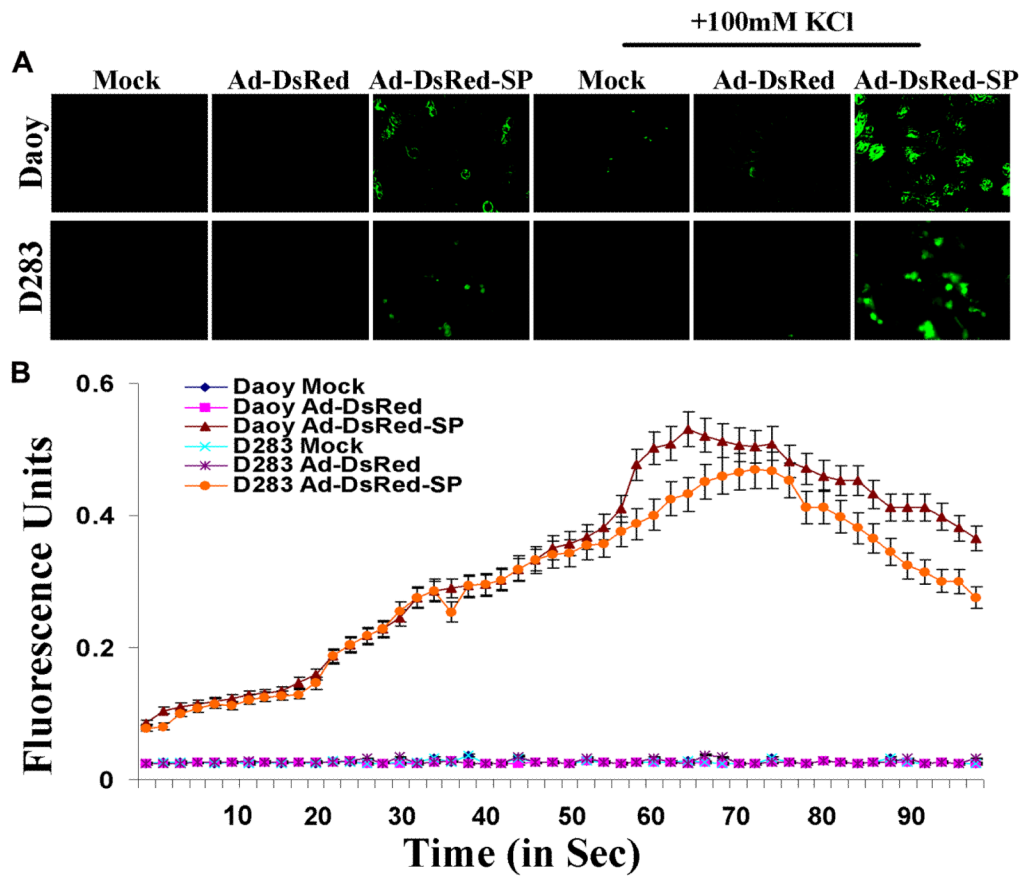 +100mM KCl
A
Mock Ad-DsRed Ad-DsRed-SP Mock Ad-DsRed Ad-DsRed-SP
Daoy
D283
B
Daoy Mock
Daoy Ad-DsRed
Daoy Ad-DsRed-SP
D283 Mock
D283 Ad-DsRed
D283 Ad-DsRed-SP
Fluorescence Units
0.6
0.4
0.2
0
10 20 30 40 50 60 70 80 90
Time (in Sec)